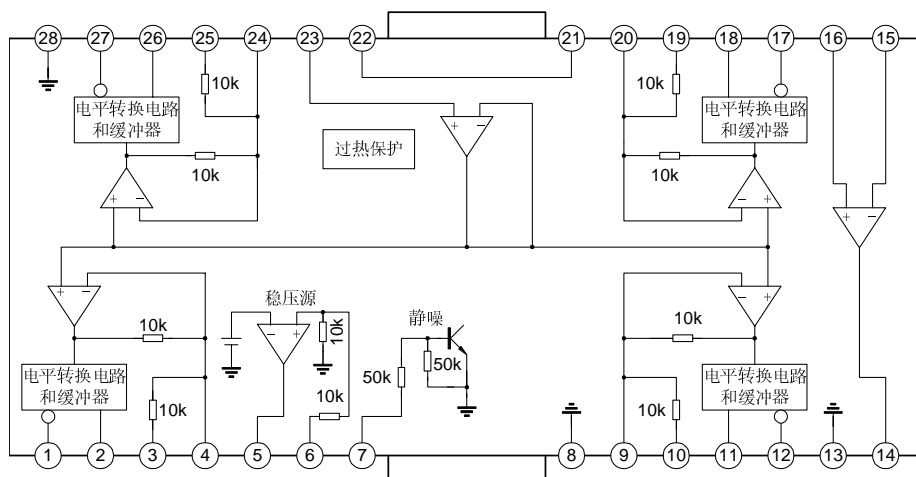 28 27 26 25 24 23 22 21 20 19 18 17 16 15
10k
10k
电平转换电路
和缓冲器
10k
过热保护
10k
电平转换电路
和缓冲器
10k
+ −
+ −
+ −
− +
+ −
+ −
− +
稳压源
− +
10k
静噪
10k
10k
50k
50k
电平转换电路
和缓冲器
10k
10k
电平转换电路
和缓冲器
10k
1 2 3 4 5 6 7 8 9 10 11 12 13 14